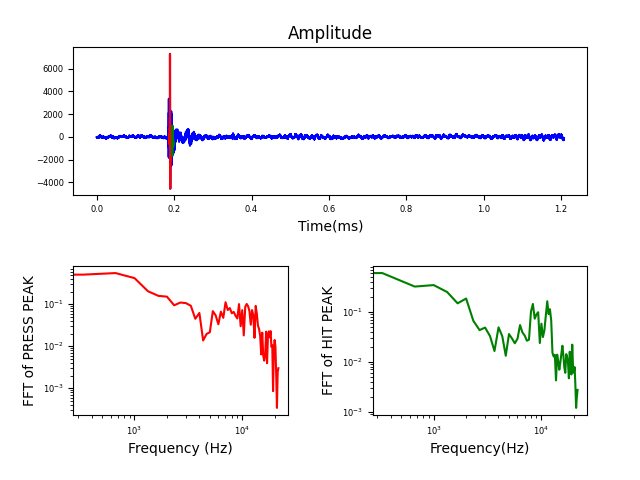 Amplitude
6000
4000
2000
0
−2000
−4000
0.0 0.2 0.4 0.6 0.8 1.0 1.2
Time(ms)
FFT of PRESS PEAK
10⁻¹
10⁻²
10⁻³
10³ 10⁴
Frequency (Hz)
FFT of HIT PEAK
10⁻¹
10⁻²
10⁻³
10³ 10⁴
Frequency(Hz)